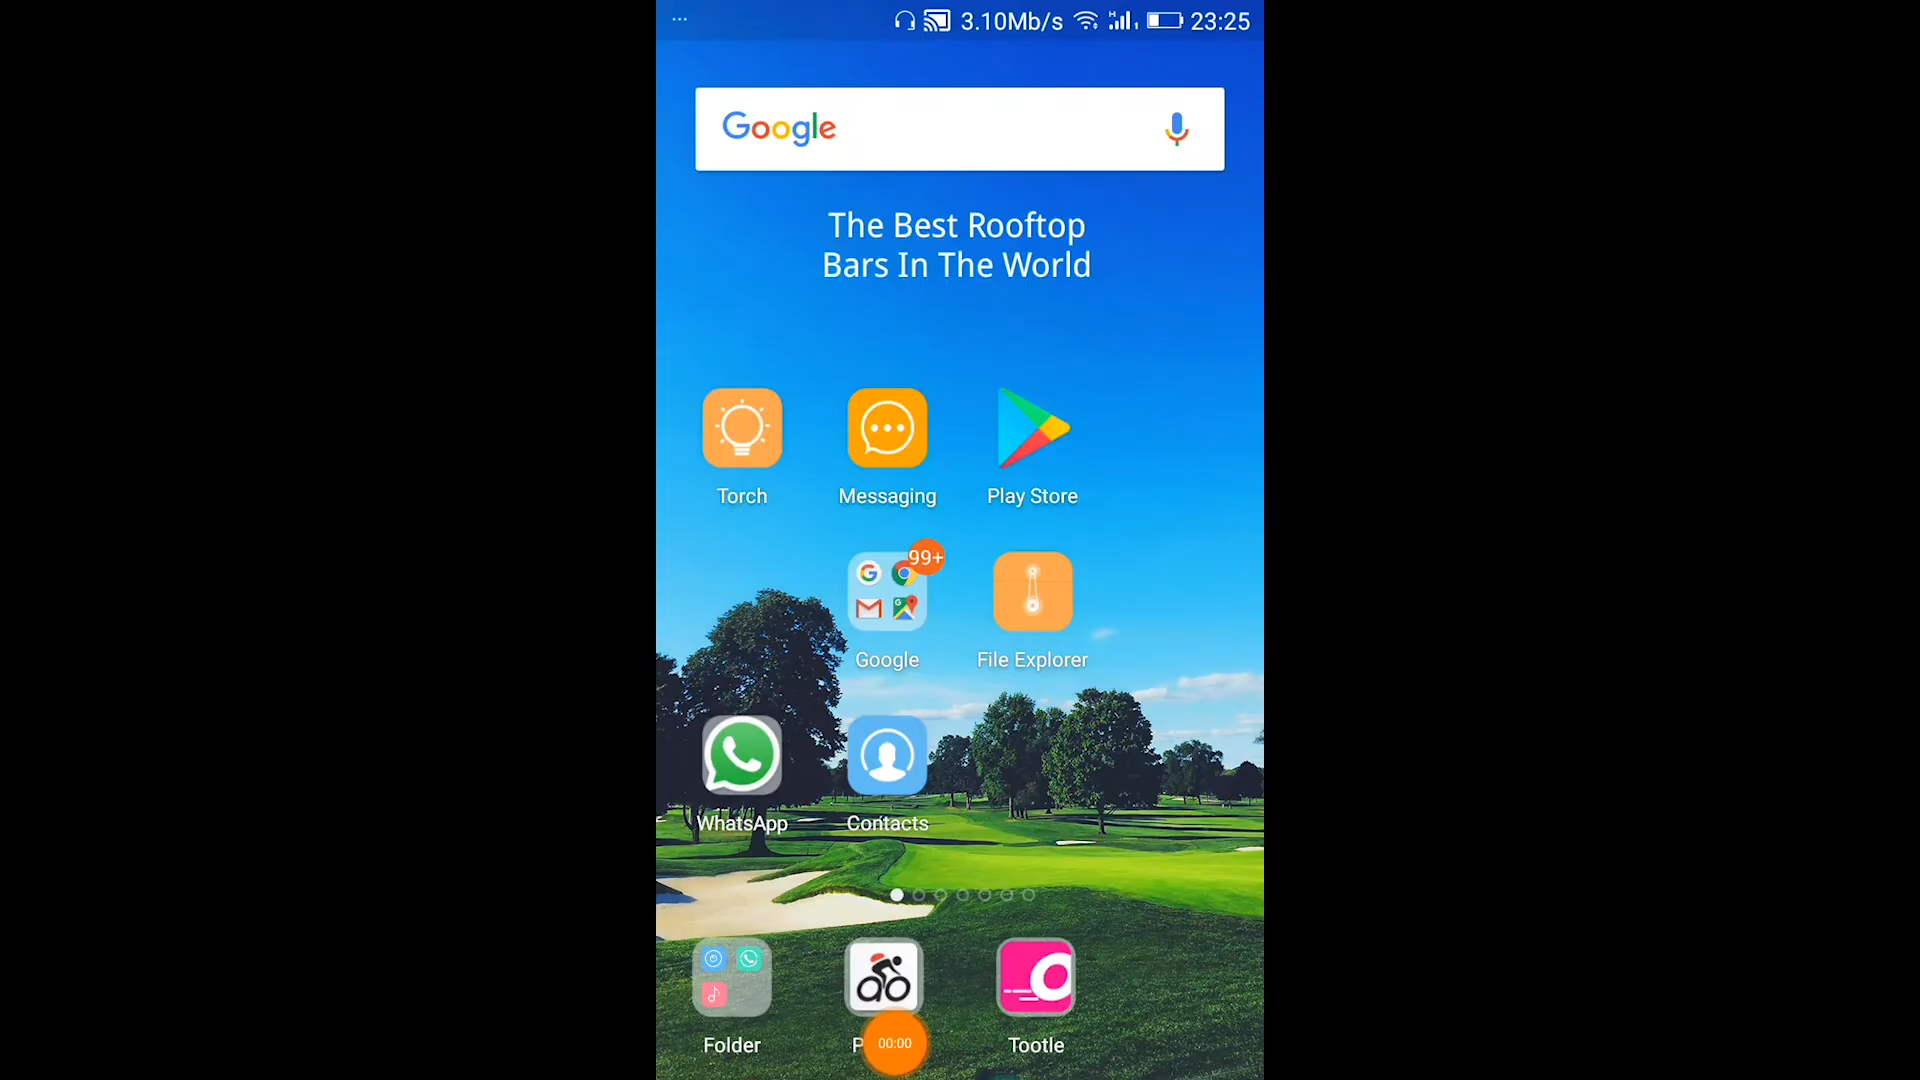 3.10Mb/s
23:25
Google
The Best Rooftop
Bars In The World
Torch
Messaging
Play Store
99+
Google
File Explorer
WhatsApp
Contacts
Folder
00:00
Tootle